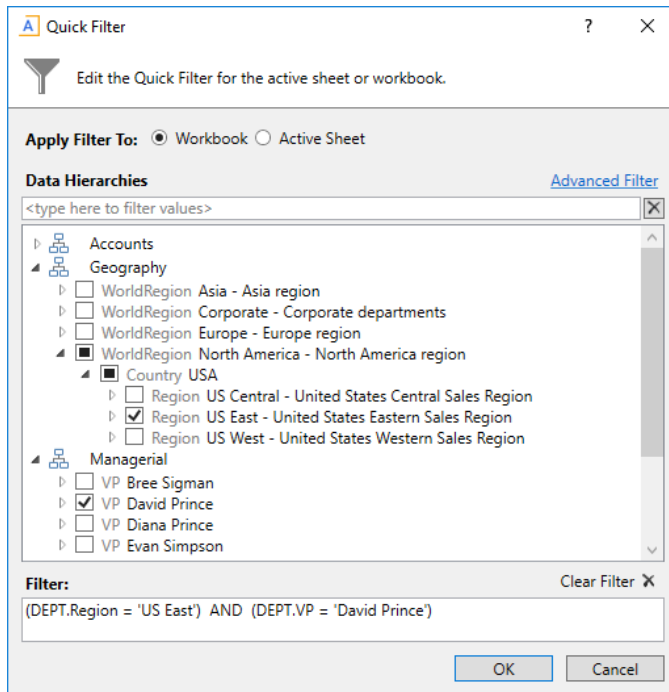 A Quick Filter ?
Edit the Quick Filter for the active sheet or workbook.
Apply Filter To: Workbook Active Sheet
Data Hierarchies Advanced Filter
<type here to filter values>
Accounts
Geography
WorldRegion Asia - Asia region
WorldRegion Corporate - Corporate departments
WorldRegion Europe - Europe region
WorldRegion North America - North America region
Country USA
Region US Central - United States Central Sales Region
Region US East - United States Eastern Sales Region
Region US West - United States Western Sales Region
Managerial
VP Bree Sigman
VP David Prince
VP Diana Prince
VP Evan Simpson
Filter: Clear Filter
(DEPT.Region = 'US East') AND (DEPT.VP = 'David Prince')
OK Cancel